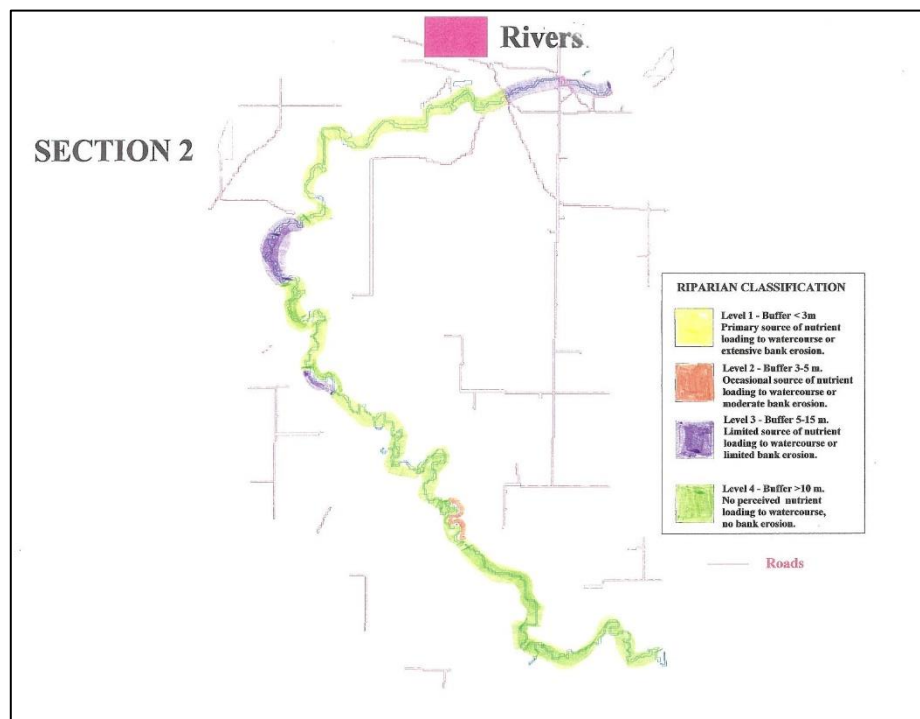 Rivers
SECTION 2
RIPARIAN CLASSIFICATION
Level 1 - Buffer < 3m
Primary source of nutrient
loading to watercourse or
extensive bank erosion.
Level 2 - Buffer 3-5 m.
Occasional source of nutrient
loading to watercourse or
moderate bank erosion.
Level 3 - Buffer 5-15 m.
Limited source of nutrient
loading to watercourse or
limited bank erosion.
Level 4 - Buffer >10 m.
No perceived nutrient
loading to watercourse,
no bank erosion.
Roads